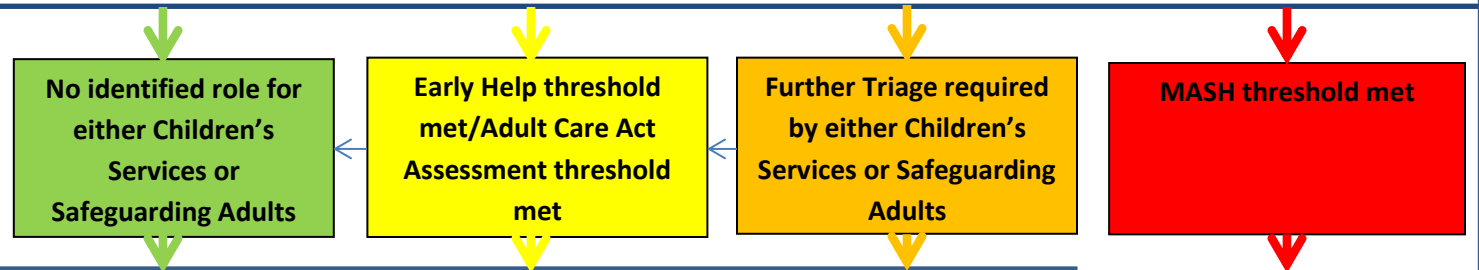 No identified role for
either Children’s
Services or
Safeguarding Adults
Early Help threshold
met/Adult Care Act
Assessment threshold
met
Further Triage required
by either Children’s
Services or Safeguarding
Adults
MASH threshold met